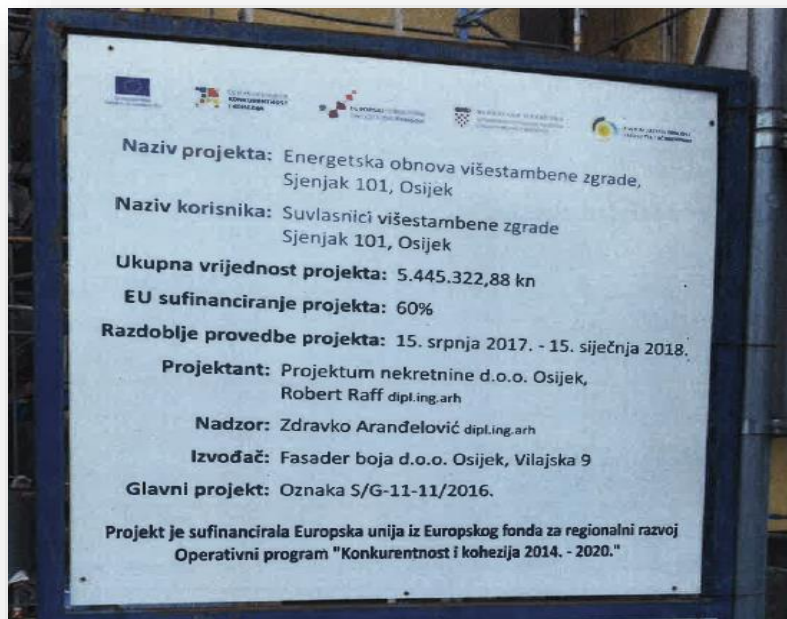 KONKURENTNOST
I KOHEZIJA
Naziv projekta: Energetska obnova višestambene zgrade,
Sjenjak 101, Osijek
Naziv korisnika: Suvlasnici višestambene zgrade
Sjenjak 101, Osijek
Ukupna vrijednost projekta: 5.445.322,88 kn
EU sufinanciranje projekta: 60%
Razdoblje provedbe projekta: 15. srpnja 2017. - 15. siječnja 2018.
Projektant: Projektum nekretnine d.o.o. Osijek,
Robert Raff dipl.ing.arh
Nadzor: Zdravko Aranđelović dipl.ing.arh
Izvođač: Fasader boja d.o.o. Osijek, Vilajska 9
Glavni projekt: Oznaka S/G-11-11/2016.
Projekt je sufinancirala Europska unija iz Europskog fonda za regionalni razvoj
Operativni program "Konkurentnost i kohezija 2014. - 2020."